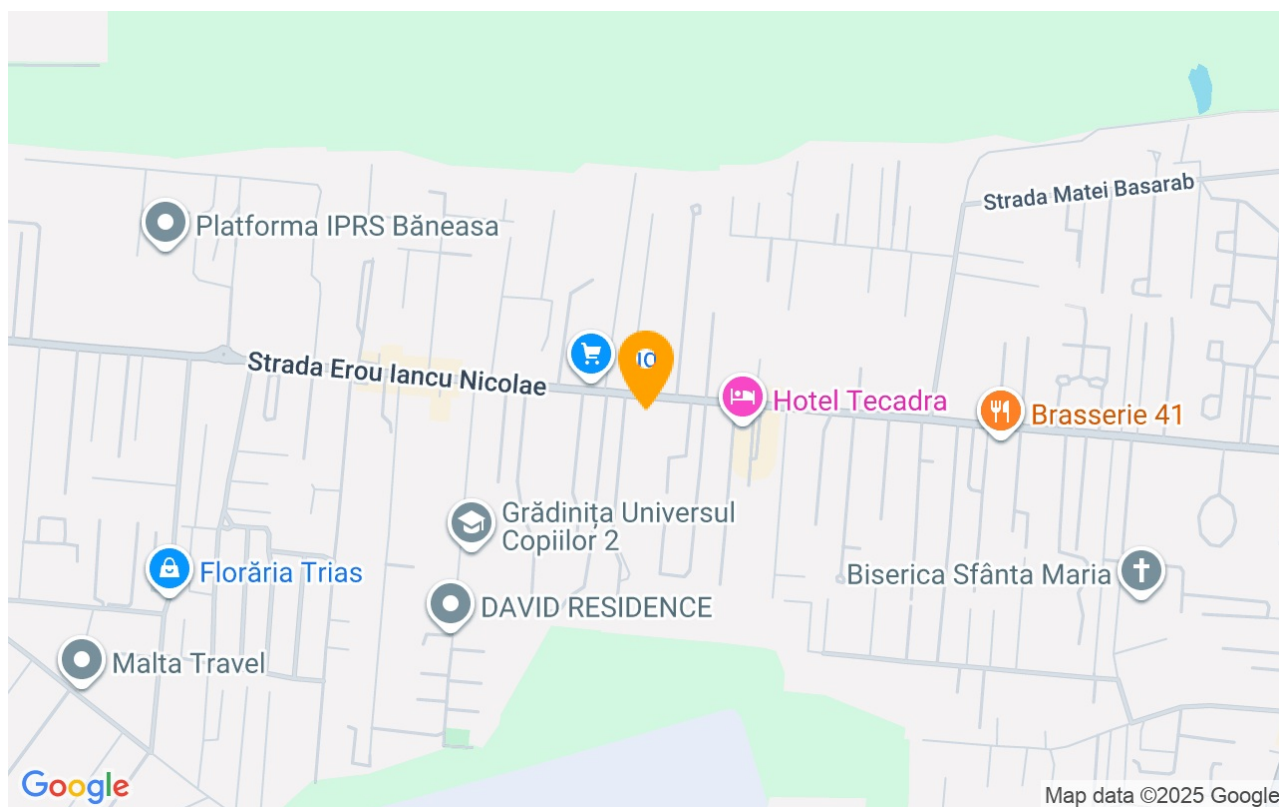 Strada Matei Basarab
Platforma IPRS Băneasa
Strada Erou Iancu Nicolae
Hotel Tecadra
Brasserie 41
Grădinița Universul
Copiilor 2
Florăria Trias
Biserica Sfânta Maria
DAVID RESIDENCE
Malta Travel
Google
Map data ©2025 Google